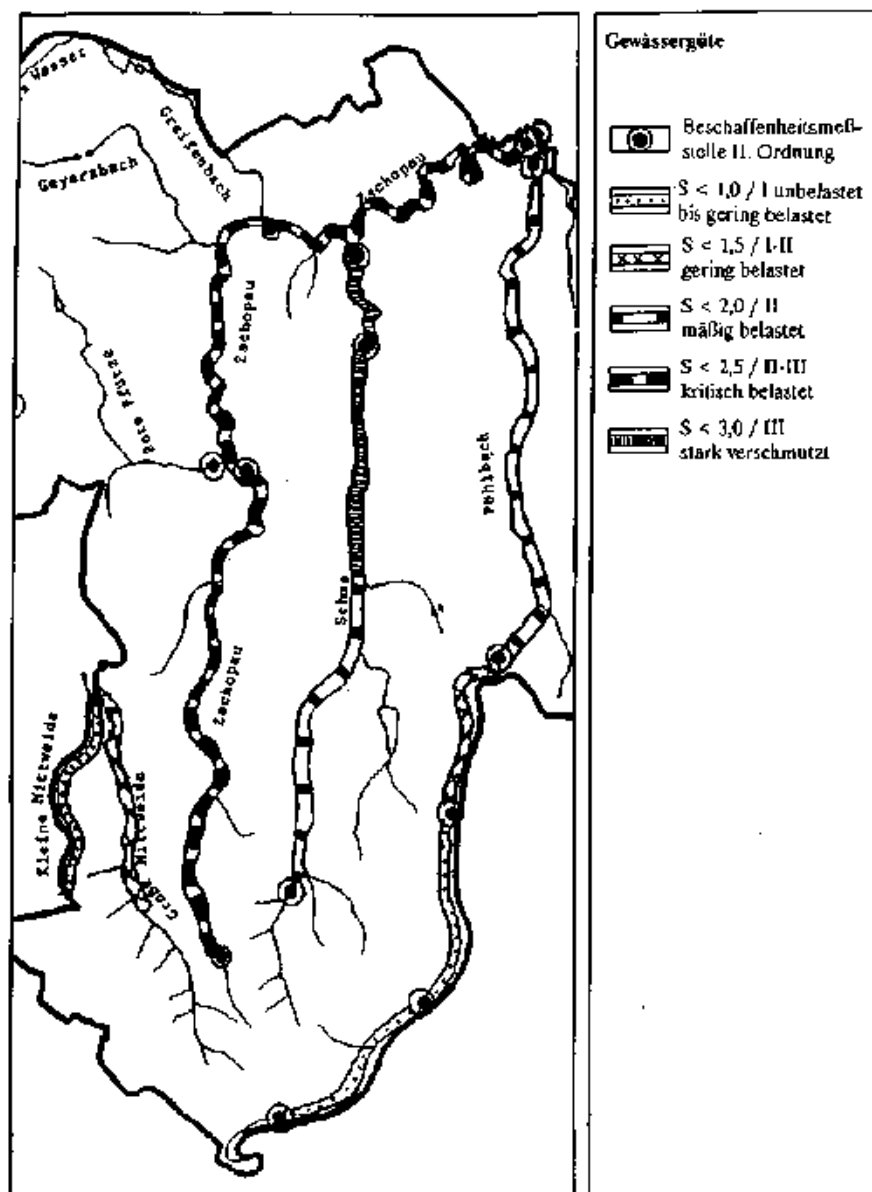 Gewässergüte
Beschaffenheitsmeß-
stelle II. Ordnung
S < 1,0 / I unbelastet
bis gering belastet
S < 1,5 / I-II
gering belastet
S < 2,0 / II
mäßig belastet
S < 2,5 / II-III
kritisch belastet
S < 3,0 / III
stark verschmutzt
Wasser
Greifenbach
Geyersbach
Zschopau
Zschopau
Rote Pfütze
Pöhlbach
Sehma
Zschopau
Kleine Mittweida
Große Mittweida